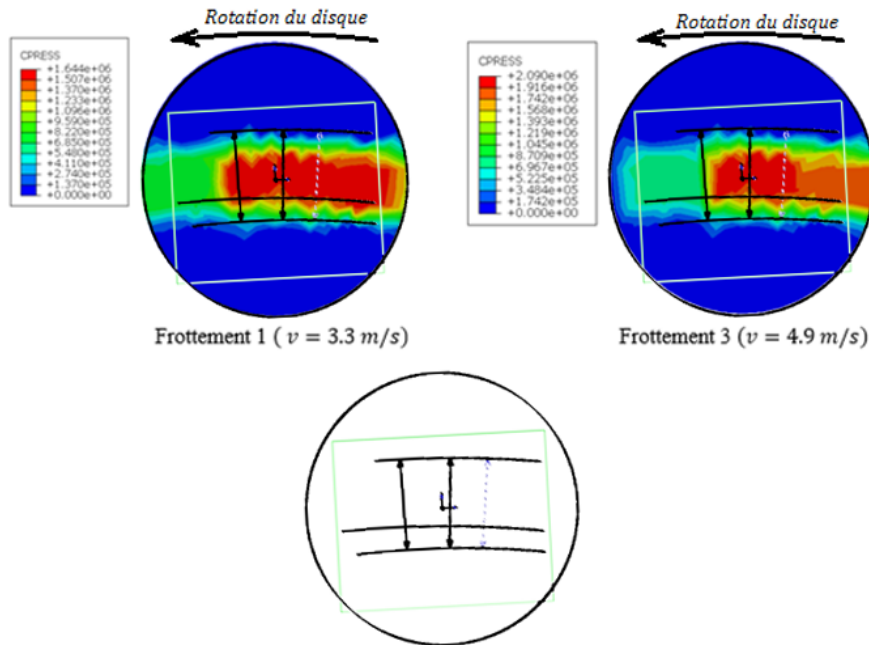 Rotation du disque
CPRESS
+1.644e+06
+1.507e+06
+1.370e+06
+1.233e+06
+1.096e+06
+9.590e+05
+8.220e+05
+6.850e+05
+5.480e+05
+4.110e+05
+2.740e+05
+1.370e+05
+0.000e+00
Frottement 1 ( v = 3.3 m/s)
Rotation du disque
CPRESS
+2.090e+06
+1.916e+06
+1.742e+06
+1.568e+06
+1.393e+06
+1.219e+06
+1.045e+06
+8.709e+05
+6.967e+05
+5.225e+05
+3.484e+05
+1.742e+05
+0.000e+00
Frottement 3 (v = 4.9 m/s)